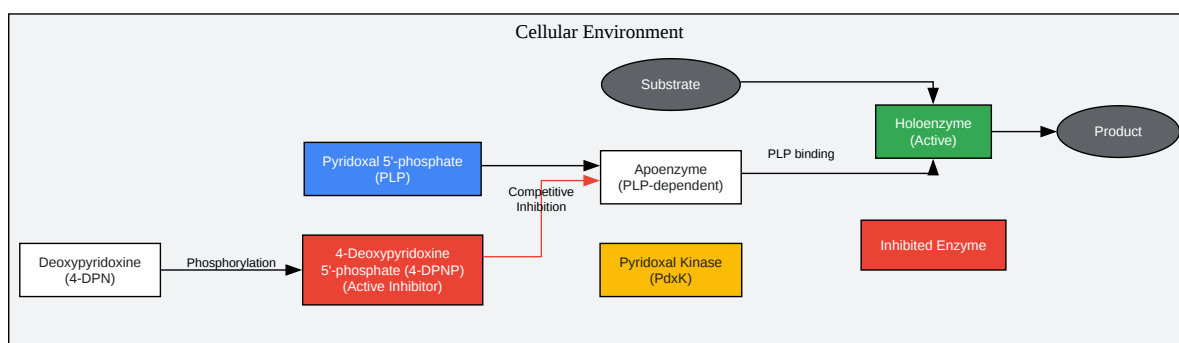 Cellular Environment
Substrate
Holoenzyme
(Active)
Product
Pyridoxal 5'-phosphate
(PLP)
Apoenzyme
(PLP-dependent)
PLP binding
Competitive
Inhibition
Deoxypyridoxine
(4-DPN)
Phosphorylation
4-Deoxypyridoxine
5'-phosphate (4-DPNP)
(Active Inhibitor)
Pyridoxal Kinase
(PdxK)
Inhibited Enzyme